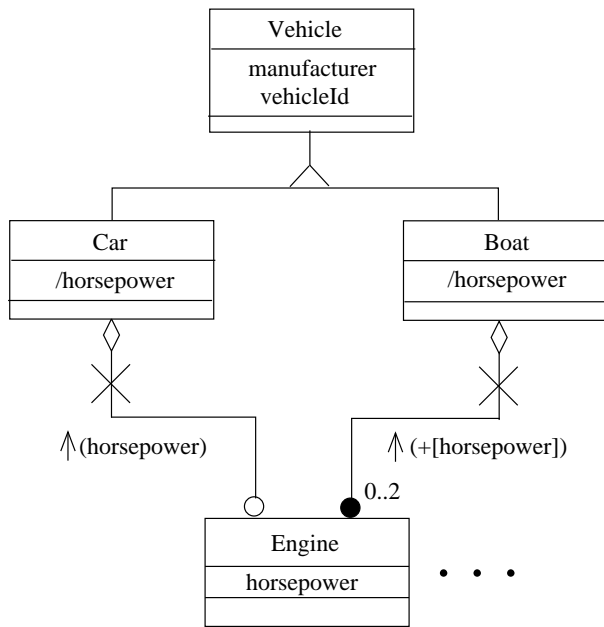 Vehicle
manufacturer
vehicleId
Car
/horsepower
Boat
/horsepower
(horsepower)
(+[horsepower])
0..2
Engine
horsepower